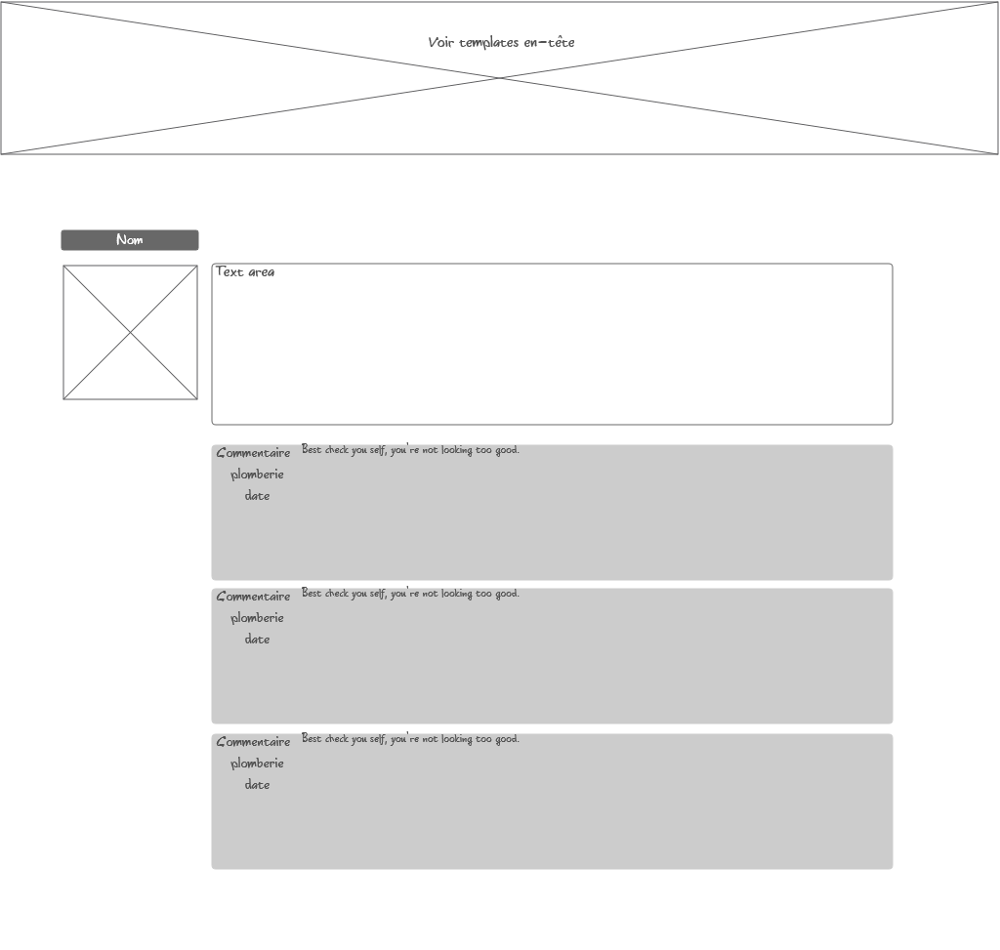 Voir templates en-tête
Nom
Text area
Commentaire
plomberie
date
Best check you self, you're not looking too good.
Commentaire
plomberie
date
Best check you self, you're not looking too good.
Commentaire
plomberie
date
Best check you self, you're not looking too good.